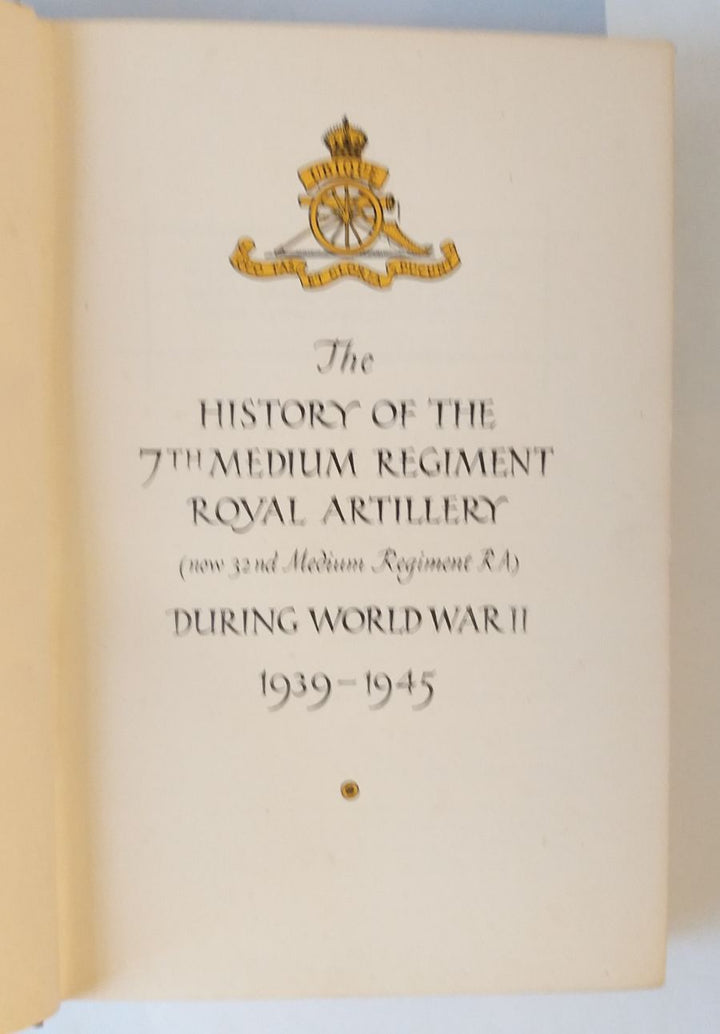 UBIQUE
The
HISTORY OF THE
7TH MEDIUM REGIMENT
ROYAL ARTILLERY
(now 32nd Medium Regiment RA)
DURING WORLD WAR II
1939-1945